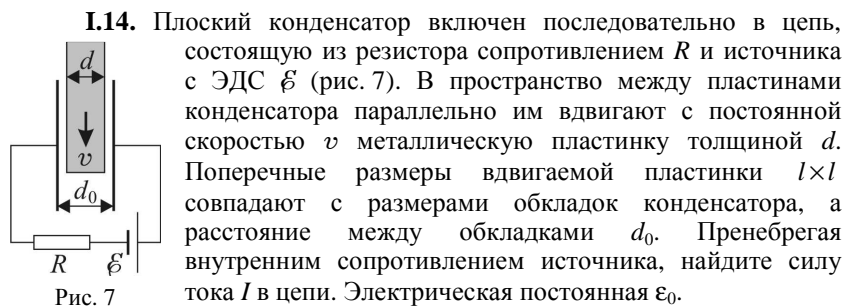 I.14. Плоский конденсатор включен последовательно в цепь,
состоящую из резистора сопротивлением R и источника
с ЭДС ℰ (рис. 7). В пространство между пластинами
конденсатора параллельно им вдвигают с постоянной
скоростью v металлическую пластинку толщиной d.
Поперечные размеры вдвигаемой пластинки l×l
совпадают с размерами обкладок конденсатора, а
расстояние между обкладками d₀. Пренебрегая
внутренним сопротивлением источника, найдите силу
тока I в цепи. Электрическая постоянная ε₀.
d
v
d₀
R ℰ
Рис. 7